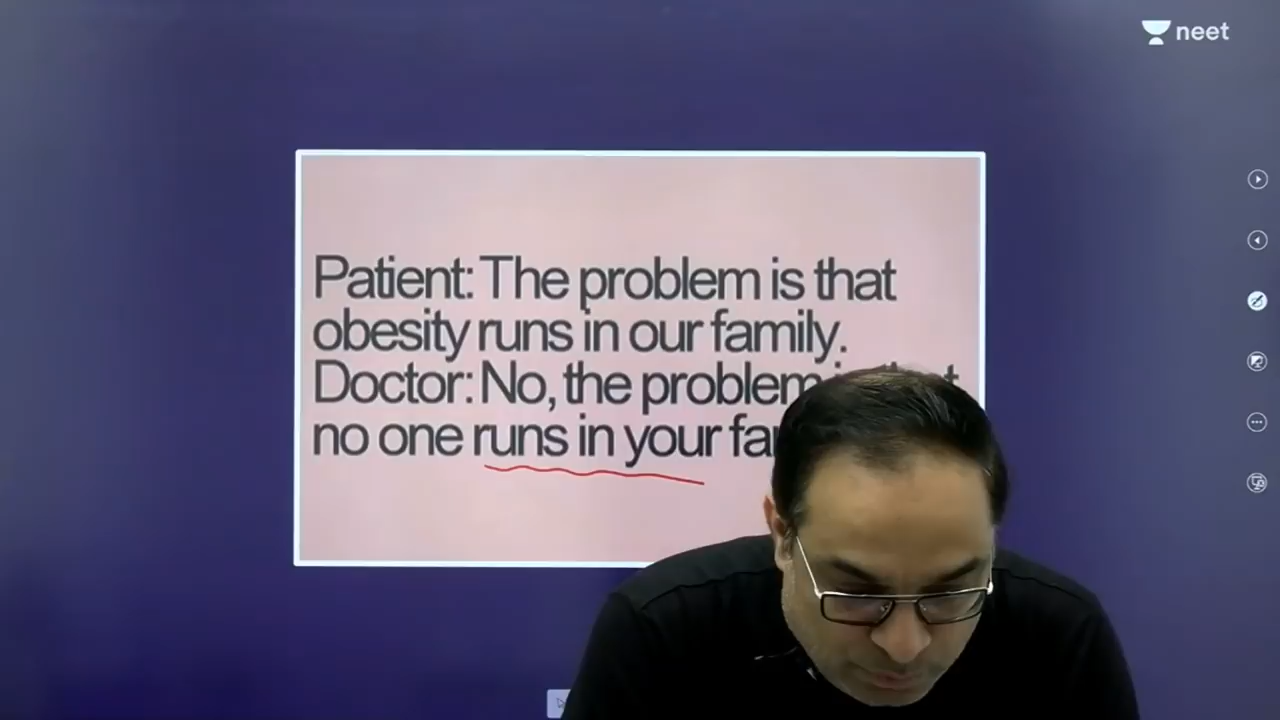 neet
Patient: The problem is that
obesity runs in our family.
Doctor: No, the problem
no one runs in your